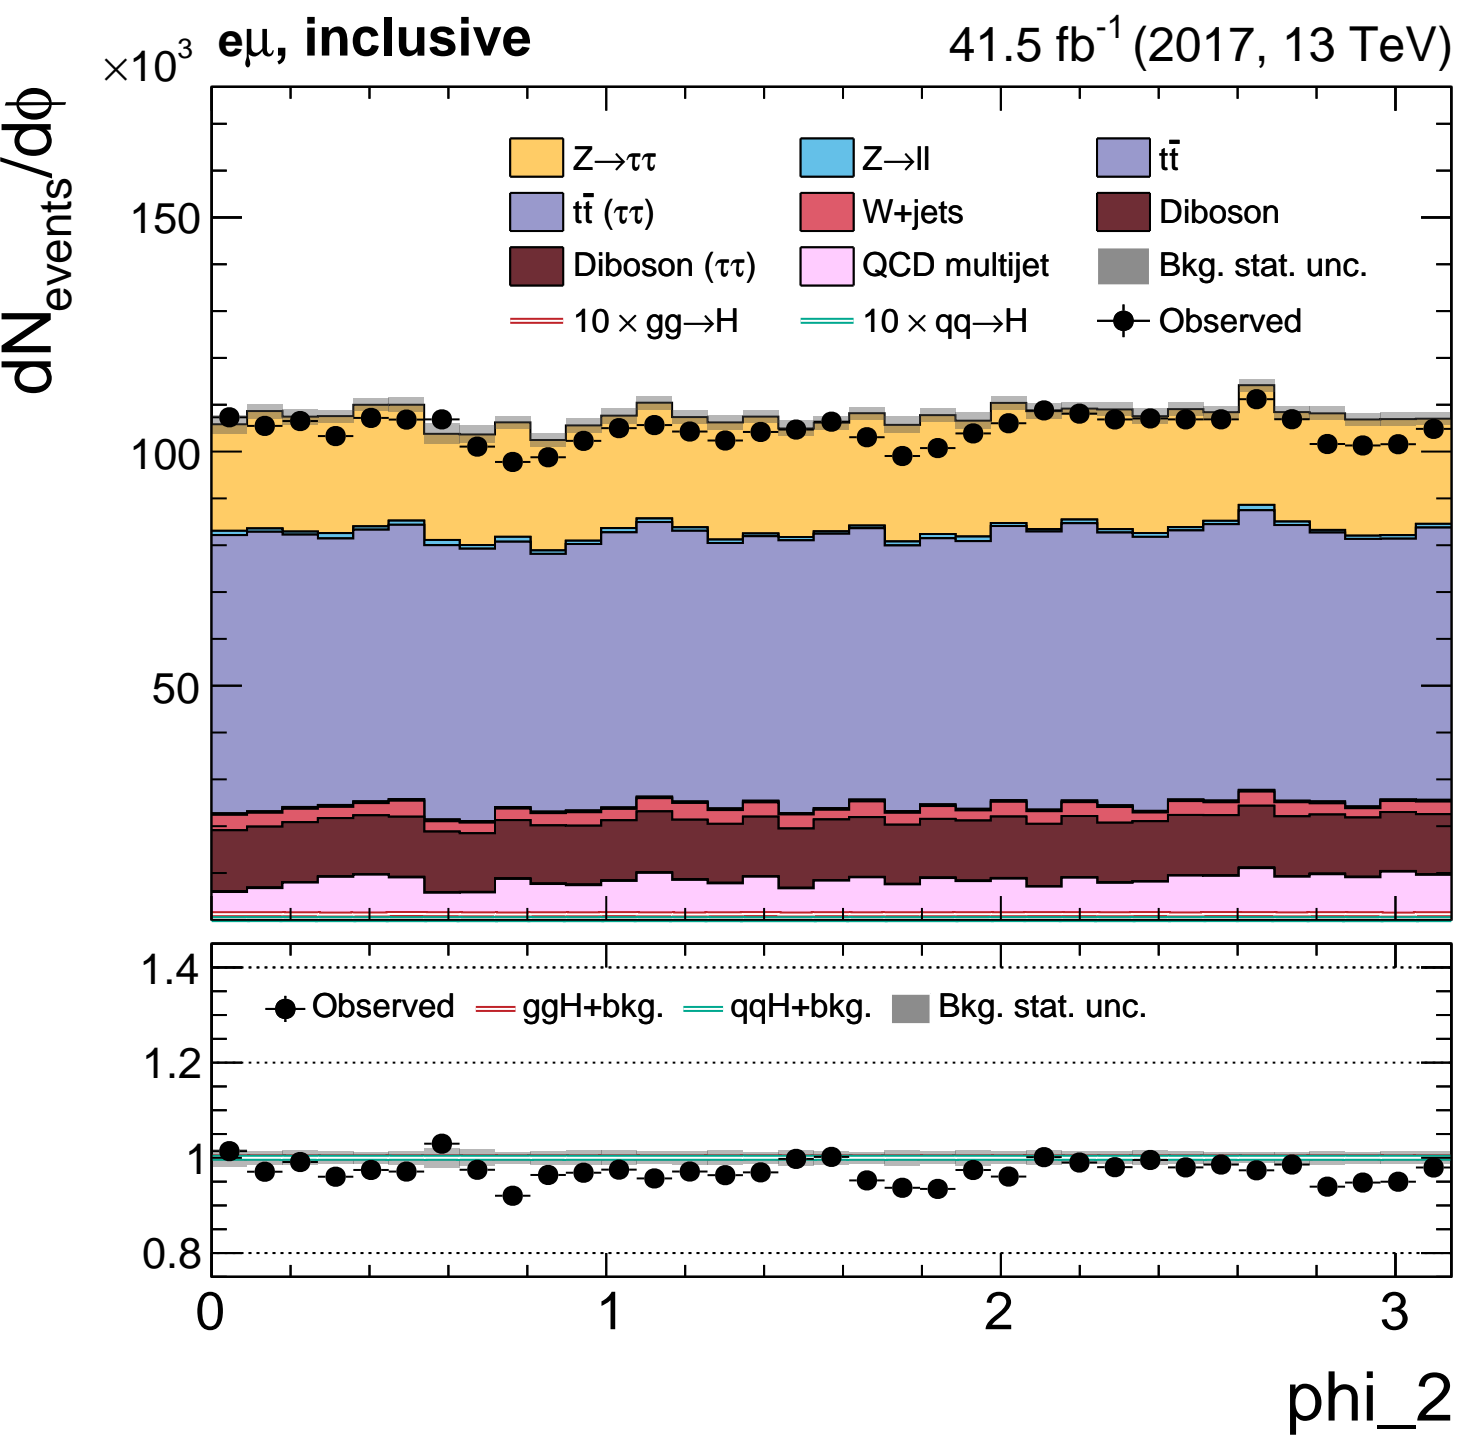 ×10³ eμ, inclusive 41.5 fb⁻¹ (2017, 13 TeV)
dN_events/dϕ
150
100
50
Z→ττ Z→ll tt̄
tt̄ (ττ) W+jets Diboson
Diboson (ττ) QCD multijet Bkg. stat. unc.
10 × gg→H 10 × qq→H Observed
1.4
1.2
1
0.8
Observed ggH+bkg. qqH+bkg. Bkg. stat. unc.
0 1 2 3
phi_2